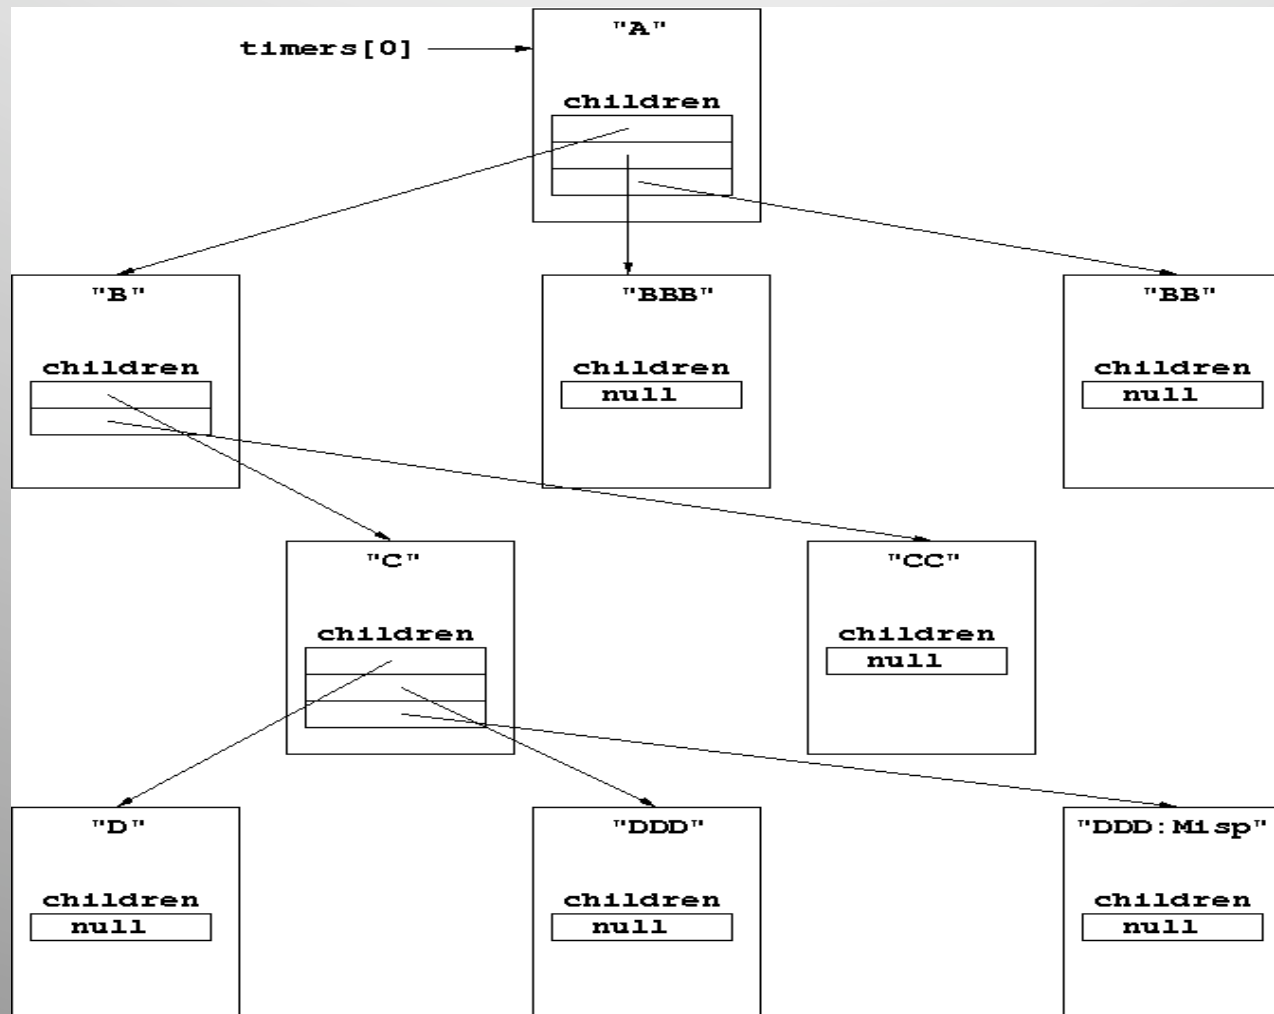 "A"
timers[0]
children
"B"
"BBB"
"BB"
children
children
children
null
null
"C"
"CC"
children
children
null
"D"
"DDD"
"DDD:Misp"
children
children
children
null
null
null